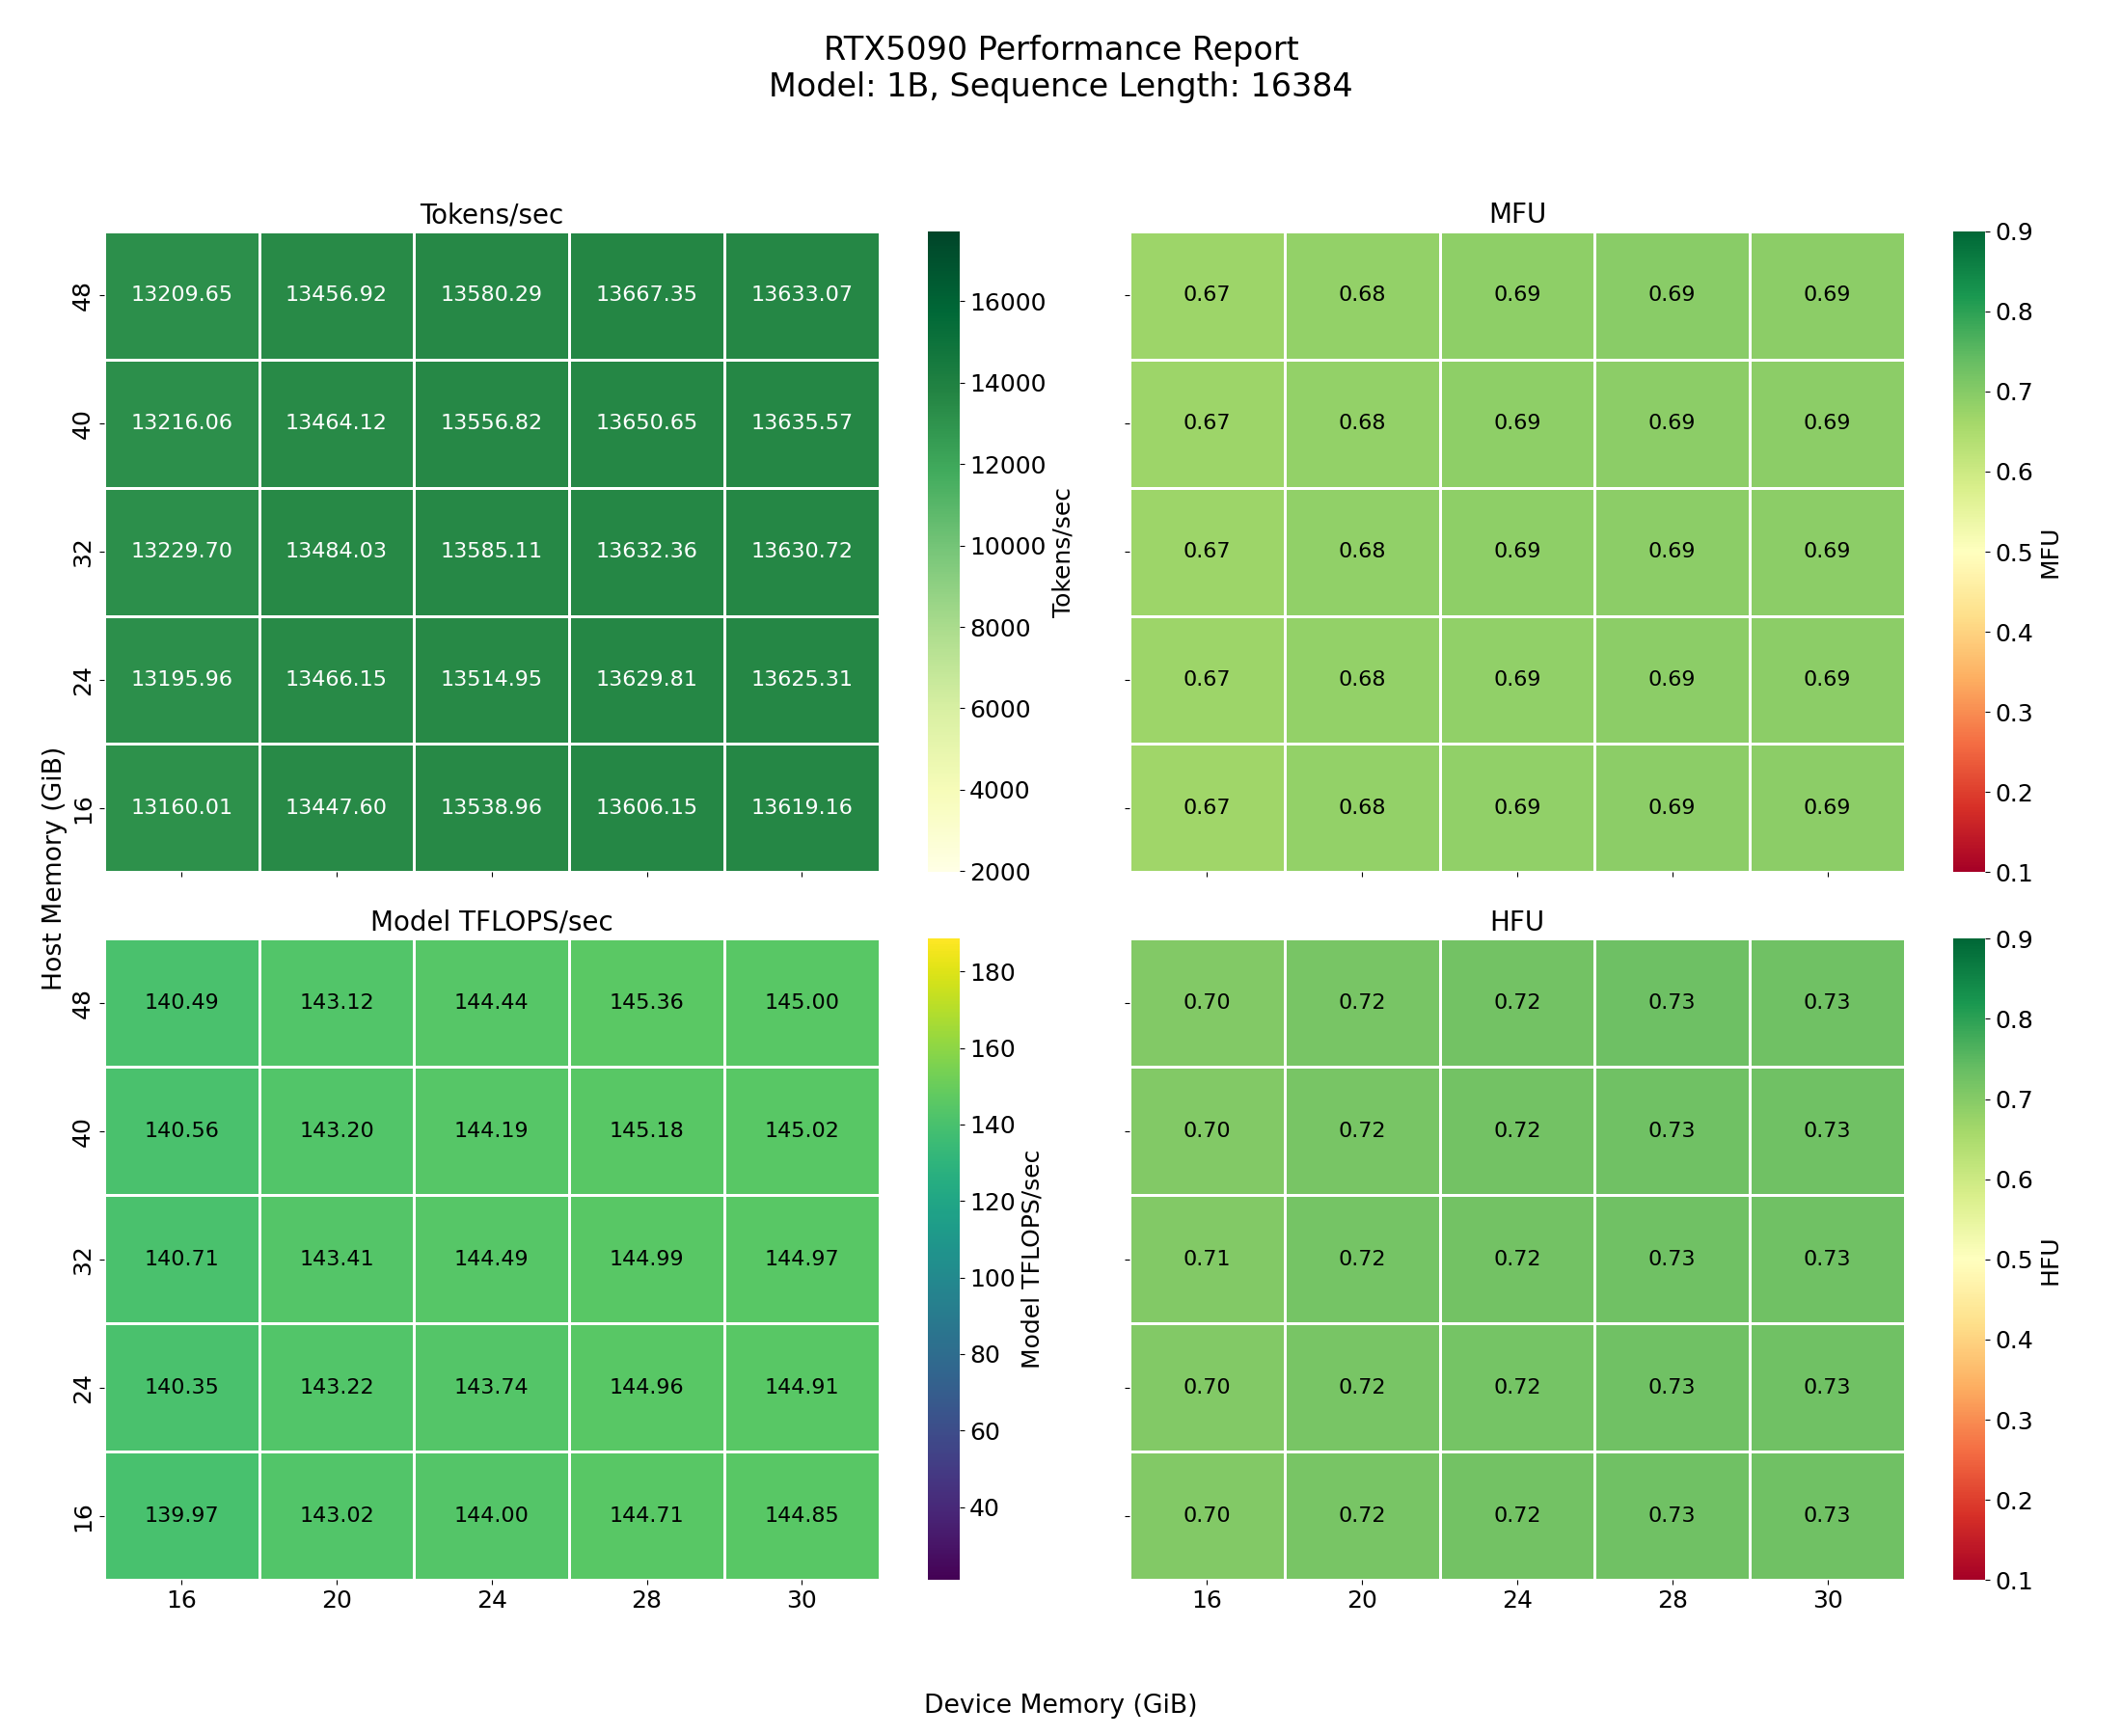 RTX5090 Performance Report
Model: 1B, Sequence Length: 16384
Tokens/sec
48 13209.65 13456.92 13580.29 13667.35 13633.07
40 13216.06 13464.12 13556.82 13650.65 13635.57
32 13229.70 13484.03 13585.11 13632.36 13630.72
24 13195.96 13466.15 13514.95 13629.81 13625.31
16 13160.01 13447.60 13538.96 13606.15 13619.16
16000
14000
12000
10000
8000
6000
4000
2000
Tokens/sec
MFU
0.67 0.68 0.69 0.69 0.69
0.67 0.68 0.69 0.69 0.69
0.67 0.68 0.69 0.69 0.69
0.67 0.68 0.69 0.69 0.69
0.67 0.68 0.69 0.69 0.69
0.9
0.8
0.7
0.6
0.5
0.4
0.3
0.2
0.1
MFU
Host Memory (GiB)
Model TFLOPS/sec
48 140.49 143.12 144.44 145.36 145.00
40 140.56 143.20 144.19 145.18 145.02
32 140.71 143.41 144.49 144.99 144.97
24 140.35 143.22 143.74 144.96 144.91
16 139.97 143.02 144.00 144.71 144.85
16 20 24 28 30
180
160
140
120
100
80
60
40
Model TFLOPS/sec
HFU
0.70 0.72 0.72 0.73 0.73
0.70 0.72 0.72 0.73 0.73
0.71 0.72 0.72 0.73 0.73
0.70 0.72 0.72 0.73 0.73
0.70 0.72 0.72 0.73 0.73
16 20 24 28 30
0.9
0.8
0.7
0.6
0.5
0.4
0.3
0.2
0.1
HFU
Device Memory (GiB)